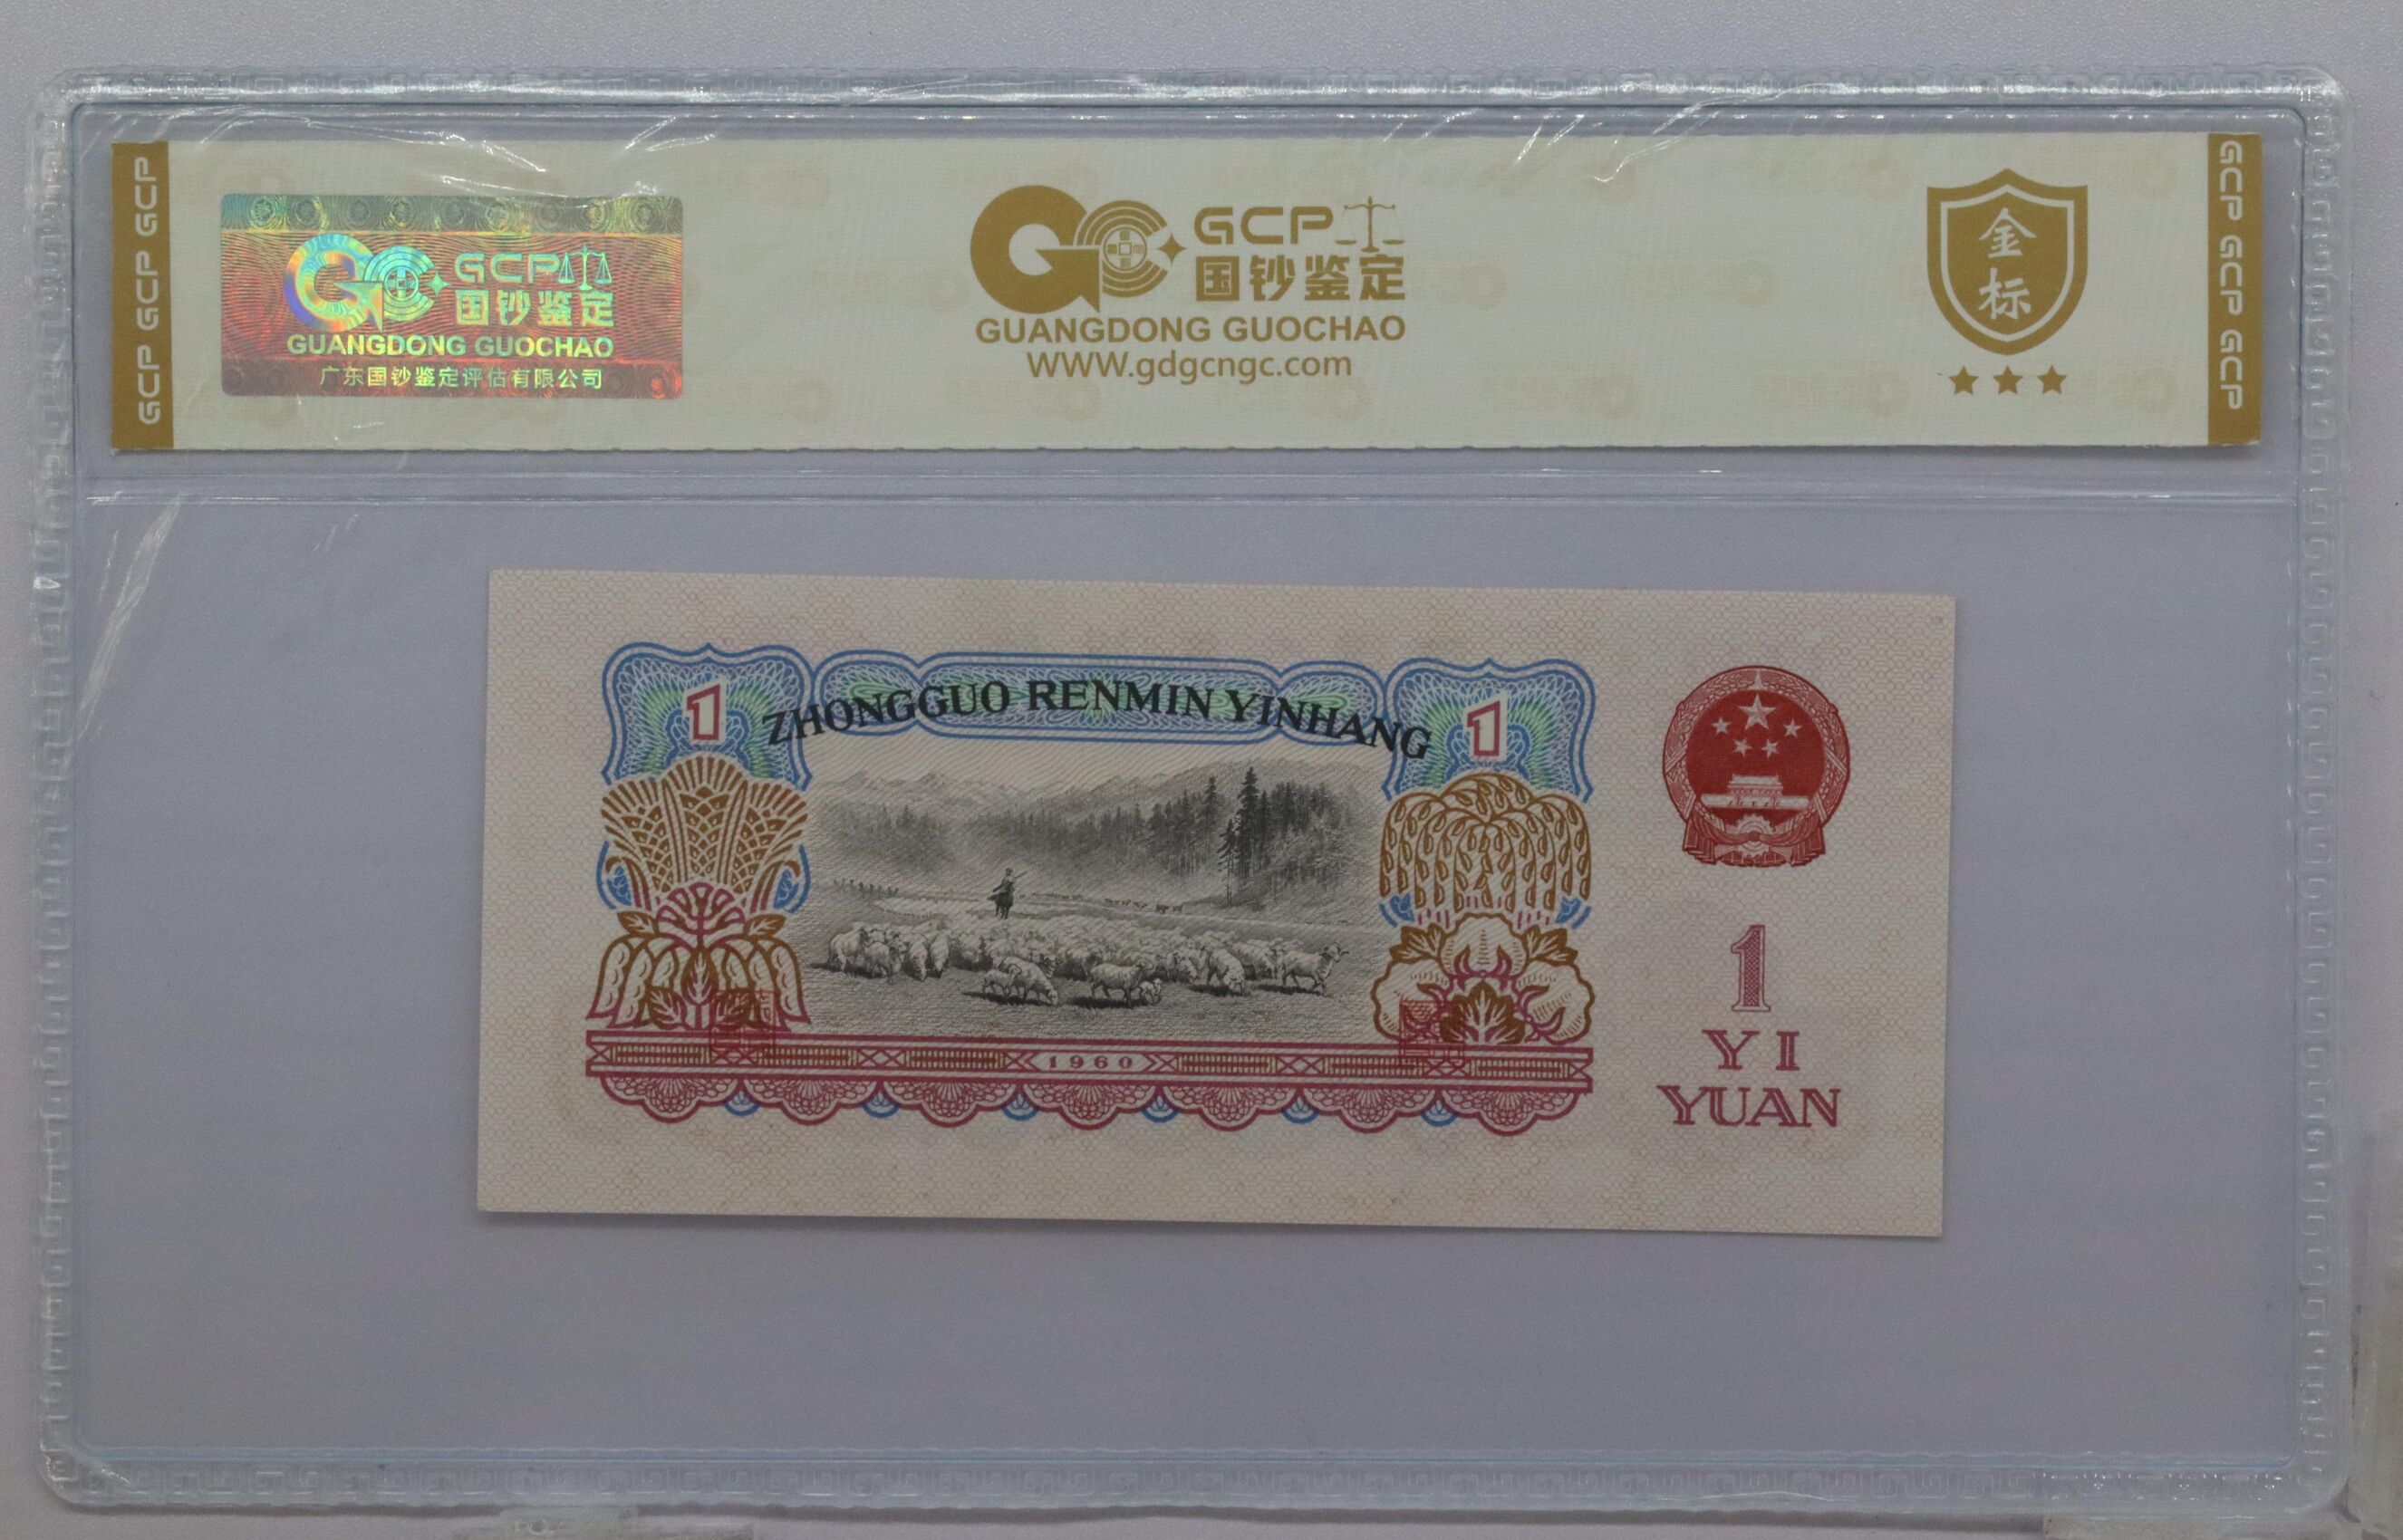 GCP GCP GCP
GCP
国钞鉴定
GUANGDONG GUOCHAO
广东国钞鉴定评估有限公司
GCP
国钞鉴定
GUANGDONG GUOCHAO
WWW.gdgcngc.com
金
标
GCP GCP GCP
1
ZHONGGUO RENMIN YINHANG
1
1960
1
YI
YUAN